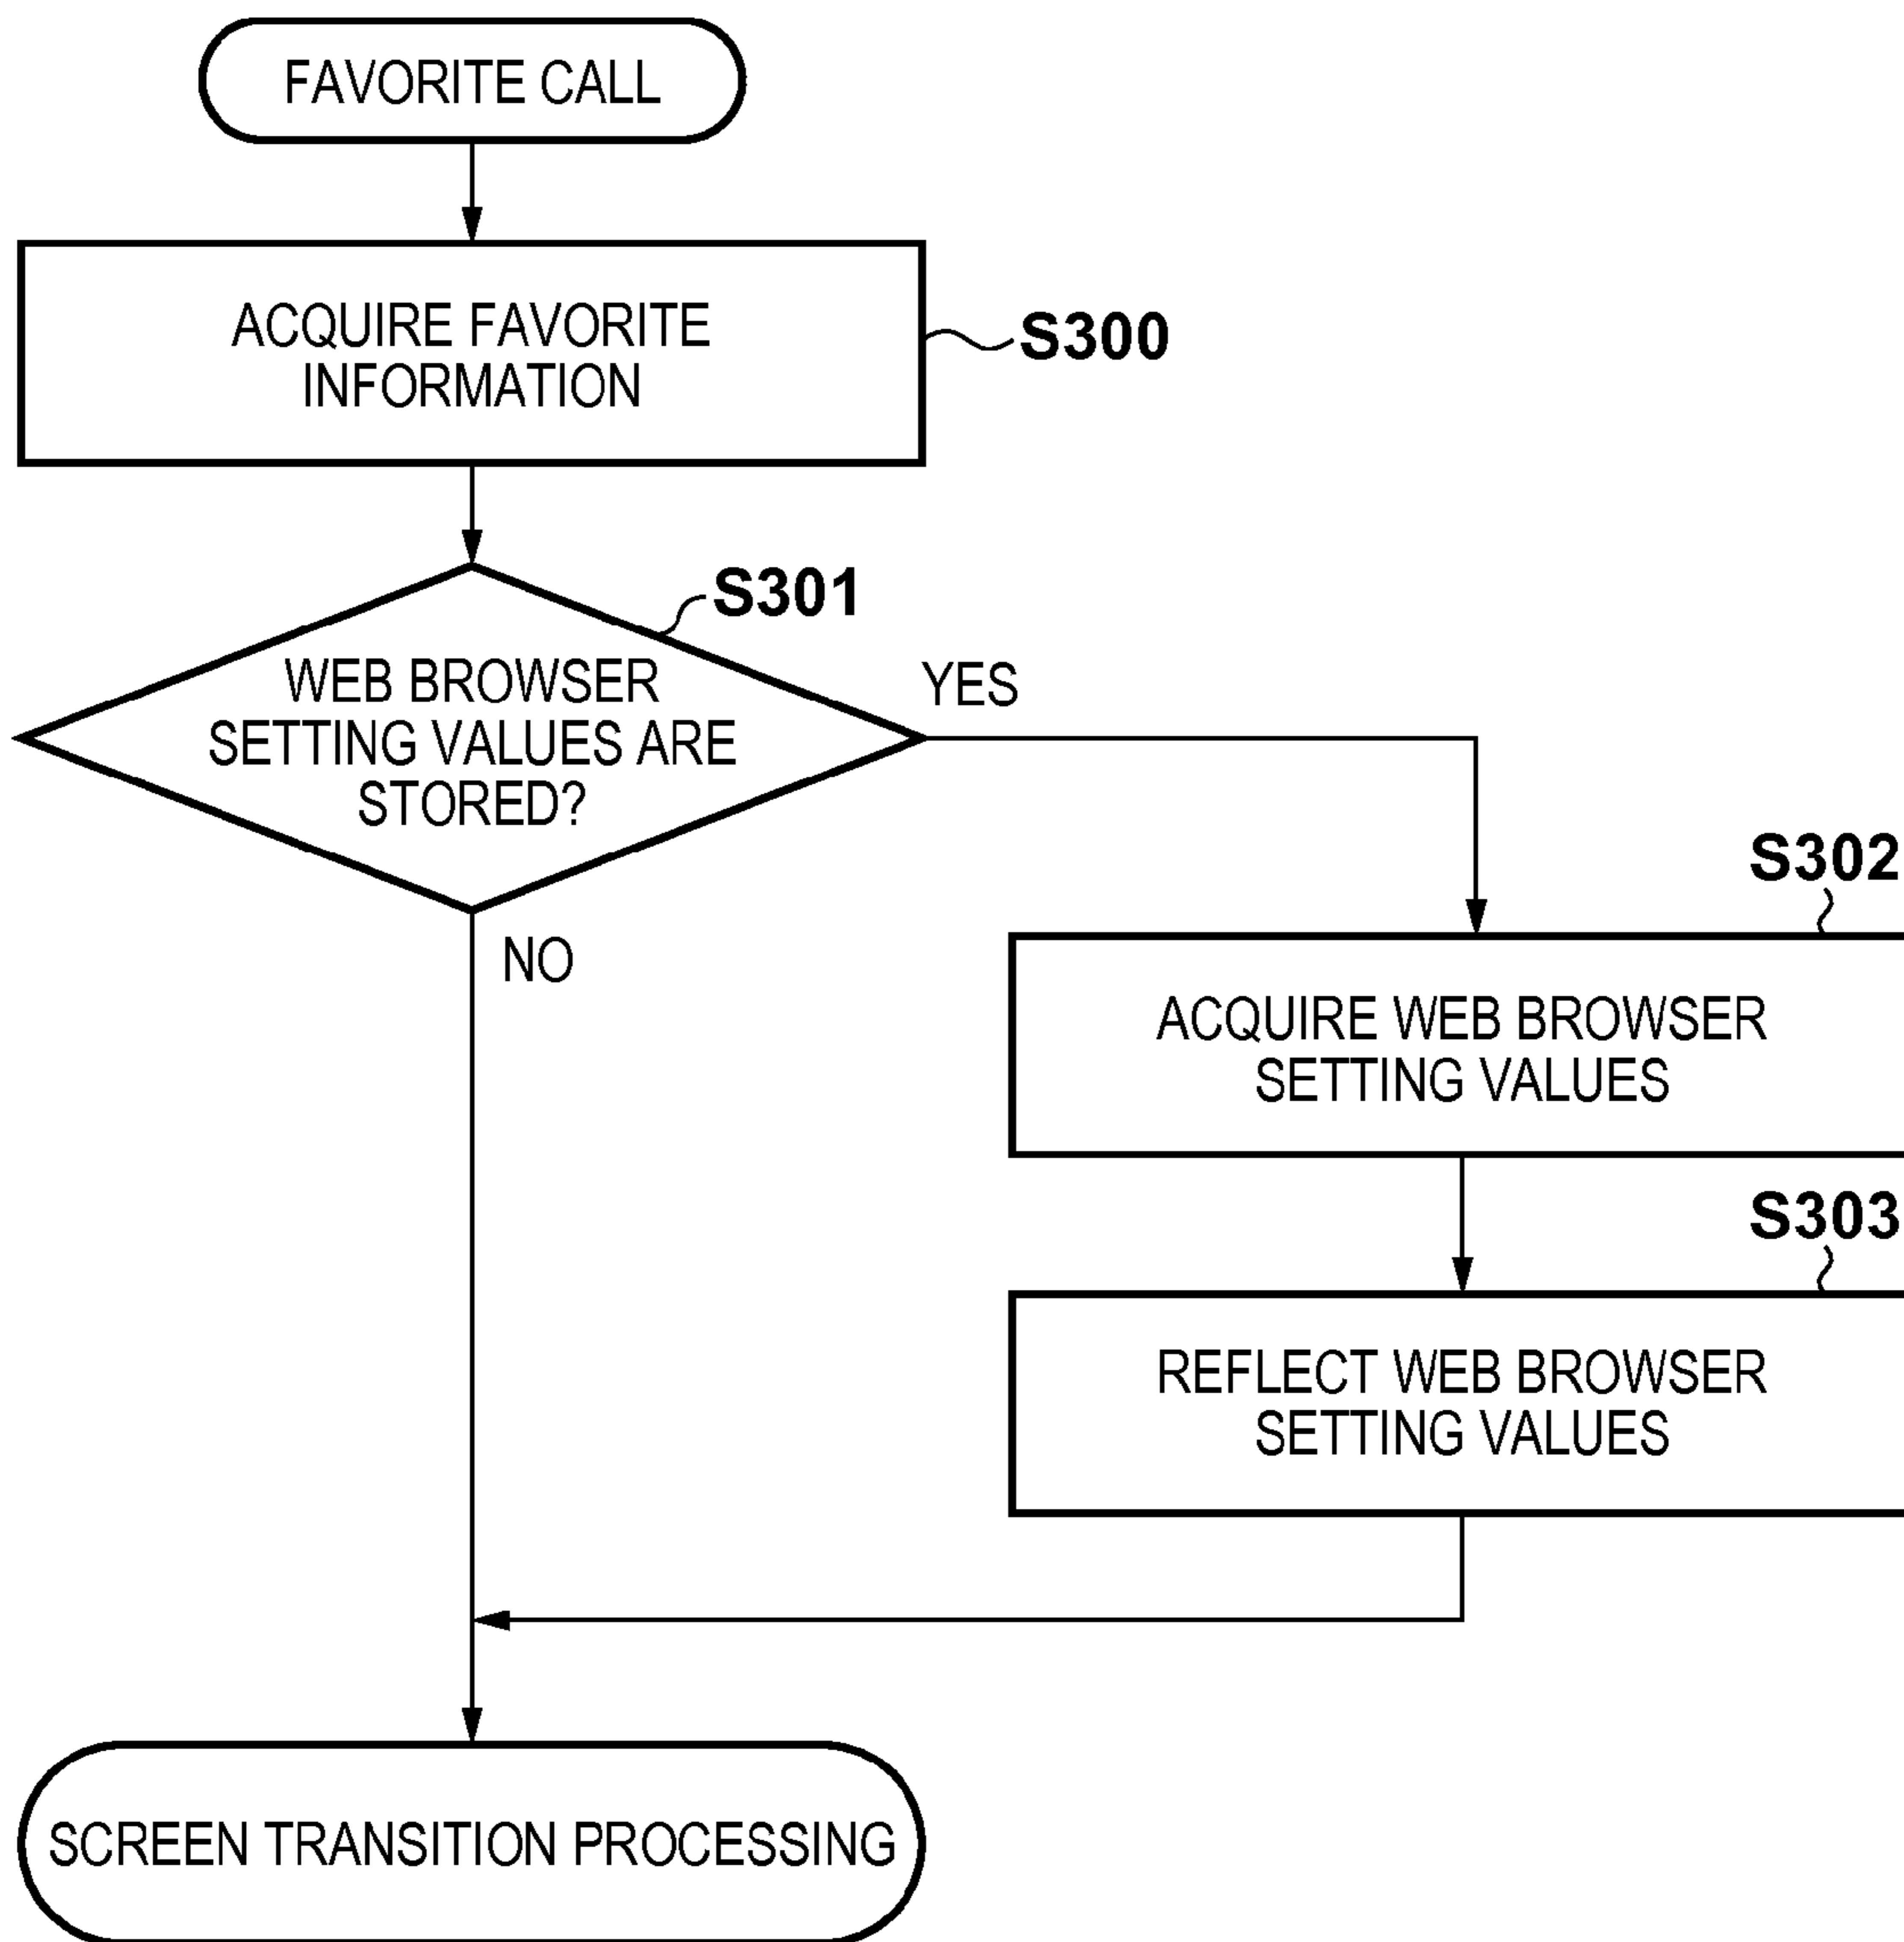 FAVORITE CALL
ACQUIRE FAVORITE
INFORMATION
S300
S301
WEB BROWSER
SETTING VALUES ARE
STORED?
YES
NO
S302
ACQUIRE WEB BROWSER
SETTING VALUES
S303
REFLECT WEB BROWSER
SETTING VALUES
SCREEN TRANSITION PROCESSING